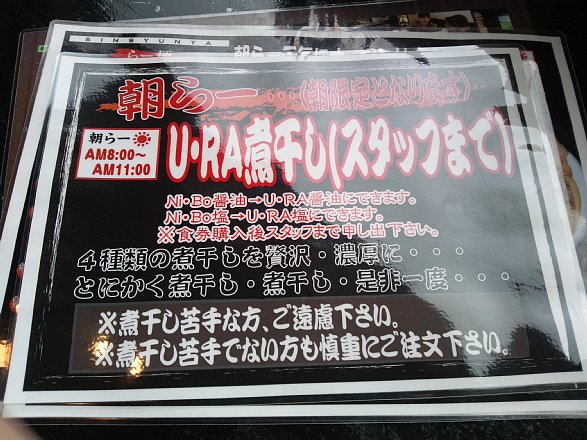 SINSYUNYA
朝らー…(朝限定となります)
朝らー
AM8:00〜
AM11:00
U・RA煮干し(スタッフまで)
Ni・Bo醤油→U・RA醤油にできます。
Ni・Bo塩→U・RA塩にできます。
※食券購入後スタッフまで申し出下さい。
4種類の煮干しを贅沢・濃厚に・・・
とにかく煮干し・煮干し・是非一度・・・
※煮干し苦手な方、ご遠慮下さい。
※煮干し苦手でない方も慎重にご注文下さい。